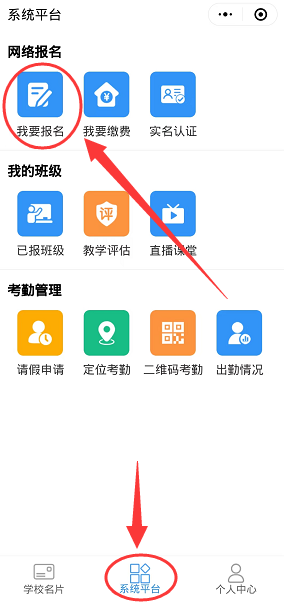 系统平台
网络报名
我要报名 我要缴费 实名认证
我的班级
评
已报班级 教学评估 直播课堂
考勤管理
请假申请 定位考勤 二维码考勤 出勤情况
学校名片 系统平台 个人中心